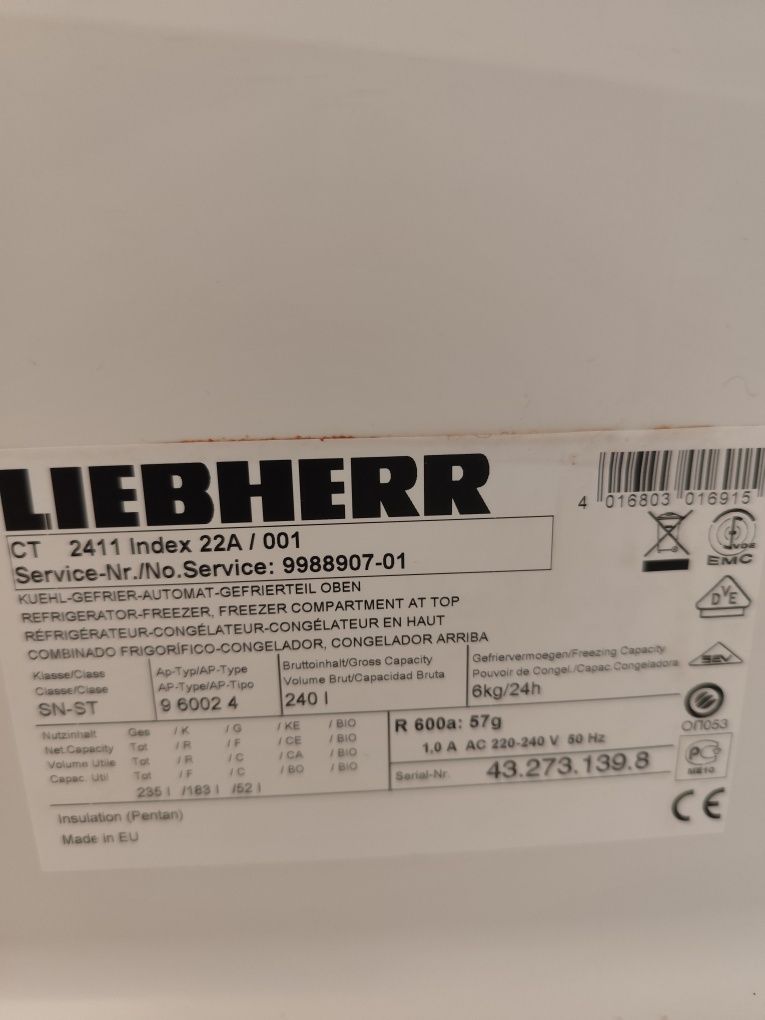 LIEBHERR
4 016803 016915
CT 2411 Index 22A / 001
Service-Nr./No.Service: 9988907-01
VDE
EMC
KUEHL-GEFRIER-AUTOMAT-GEFRIERTEIL OBEN
REFRIGERATOR-FREEZER, FREEZER COMPARTMENT AT TOP
RÉFRIGÉRATEUR-CONGÉLATEUR-CONGÉLATEUR EN HAUT
COMBINADO FRIGORÍFICO-CONGELADOR, CONGELADOR ARRIBA
DVE
Klasse/Class
Classe/Clase
SN-ST
Ap-Typ/AP-Type
AP-Type/AP-Tipo
9 6002 4
Bruttoinhalt/Gross Capacity
Volume Brut/Capacidad Bruta
240 l
Gefriervermoegen/Freezing Capacity
Pouvoir de Congel./Capac.Congeladora
6kg/24h
Nutzinhalt Ges / K / G / KE / BIO
Net.Capacity Tot / R / F / CE / BIO
Volume Utile Tot / R / C / CA / BIO
Capac. Util Tot / F / C / BO / BIO
235 l /183 l /52 l
R 600a: 57g
1,0 A AC 220-240 V 50 Hz
Serial-Nr. 43.273.139.8
ОП053
ME10
Insulation (Pentan)
Made in EU
CE